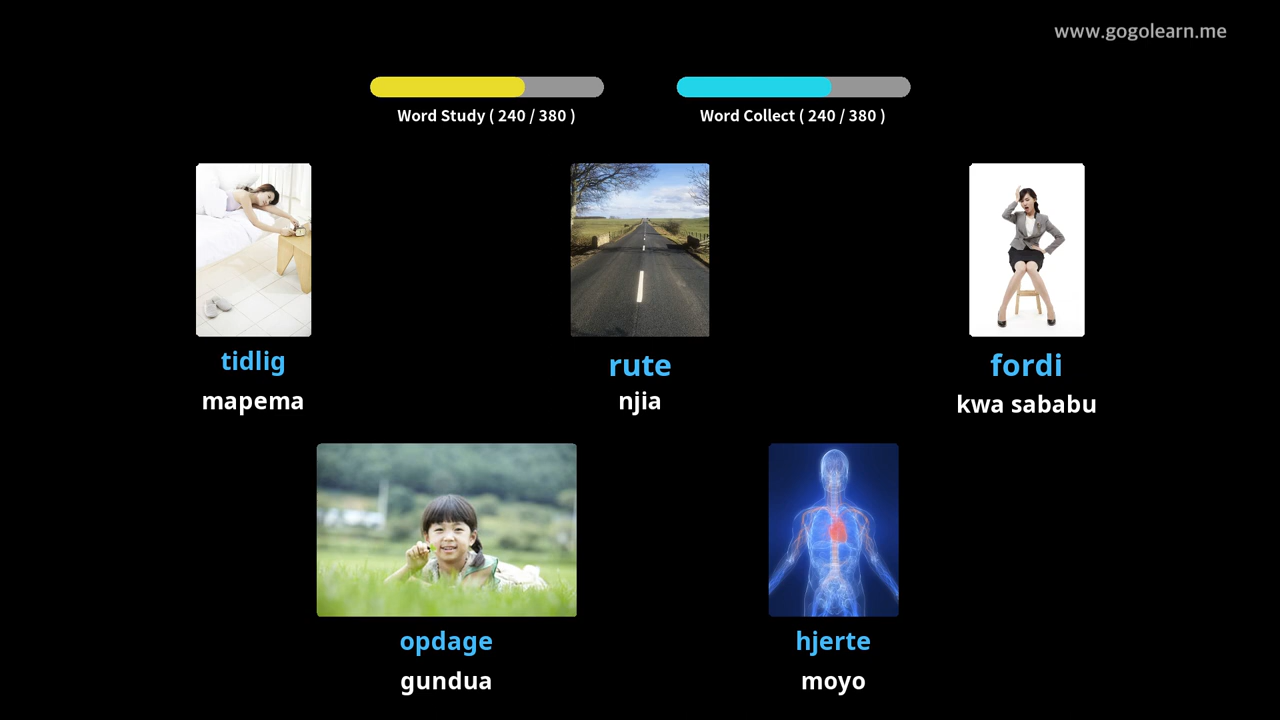 www.gogolearn.me
Word Study ( 240 / 380 )
Word Collect ( 240 / 380 )
tidlig
mapema
rute
njia
fordi
kwa sababu
opdage
gundua
hjerte
moyo